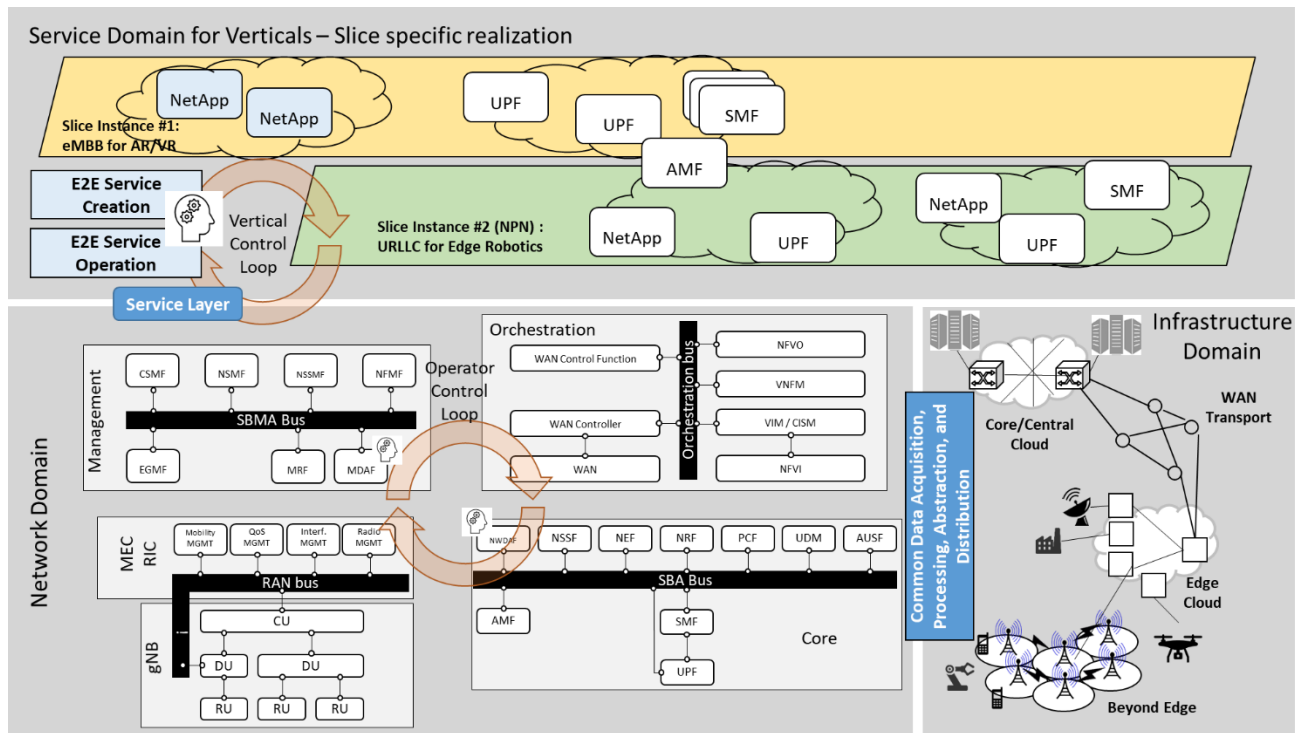 Service Domain for Verticals – Slice specific realization
NetApp
NetApp
UPF
UPF
SMF
Slice Instance #1:
eMBB for AR/VR
AMF
E2E Service
Creation
E2E Service
Operation
Vertical
Control
Loop
Service Layer
Slice Instance #2 (NPN) :
URLLC for Edge Robotics
NetApp
UPF
NetApp
SMF
UPF
Network Domain
Management
CSMF
NSMF
NSSMF
NFMF
SBMA Bus
EGMF
MRF
MDAF
Operator
Control
Loop
Orchestration
WAN Control Function
WAN Controller
WAN
Orchestration bus
NFVO
VNFM
VIM / CISM
NFVI
MEC
RIC
Mobility
MGMT
QoS
MGMT
Interf.
MGMT
Radio
MGMT
RAN bus
i
gNB
CU
DU
DU
RU
RU
RU
NWDAF
NSSF
NEF
NRF
PCF
UDM
AUSF
SBA Bus
AMF
SMF
UPF
Core
Common Data Acquisition,
Processing, Abstraction, and
Distribution
Infrastructure
Domain
Core/Central
Cloud
WAN
Transport
Edge
Cloud
Beyond Edge